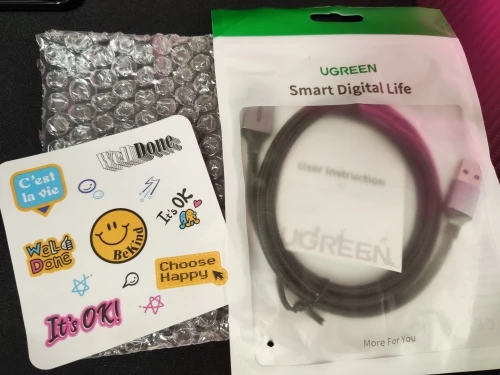 UGREEN
Smart Digital Life
User Instruction
UGREEN
More For You
Well Done
C'est
la vie
It's OK
Well
Done
Be Kind
Choose
Happy
It's OK!